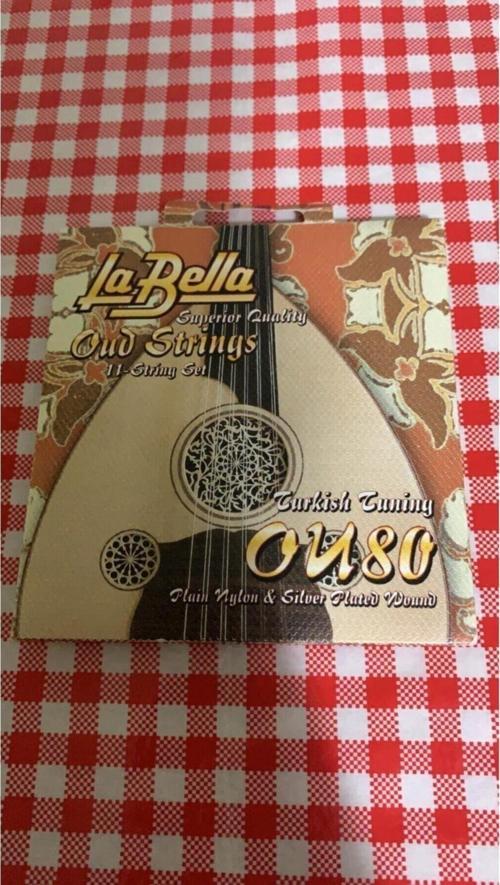 La Bella
Superior Quality
Oud Strings
11-String Set
Turkish Tuning
OU80
Plain Nylon & Silver Plated Wound